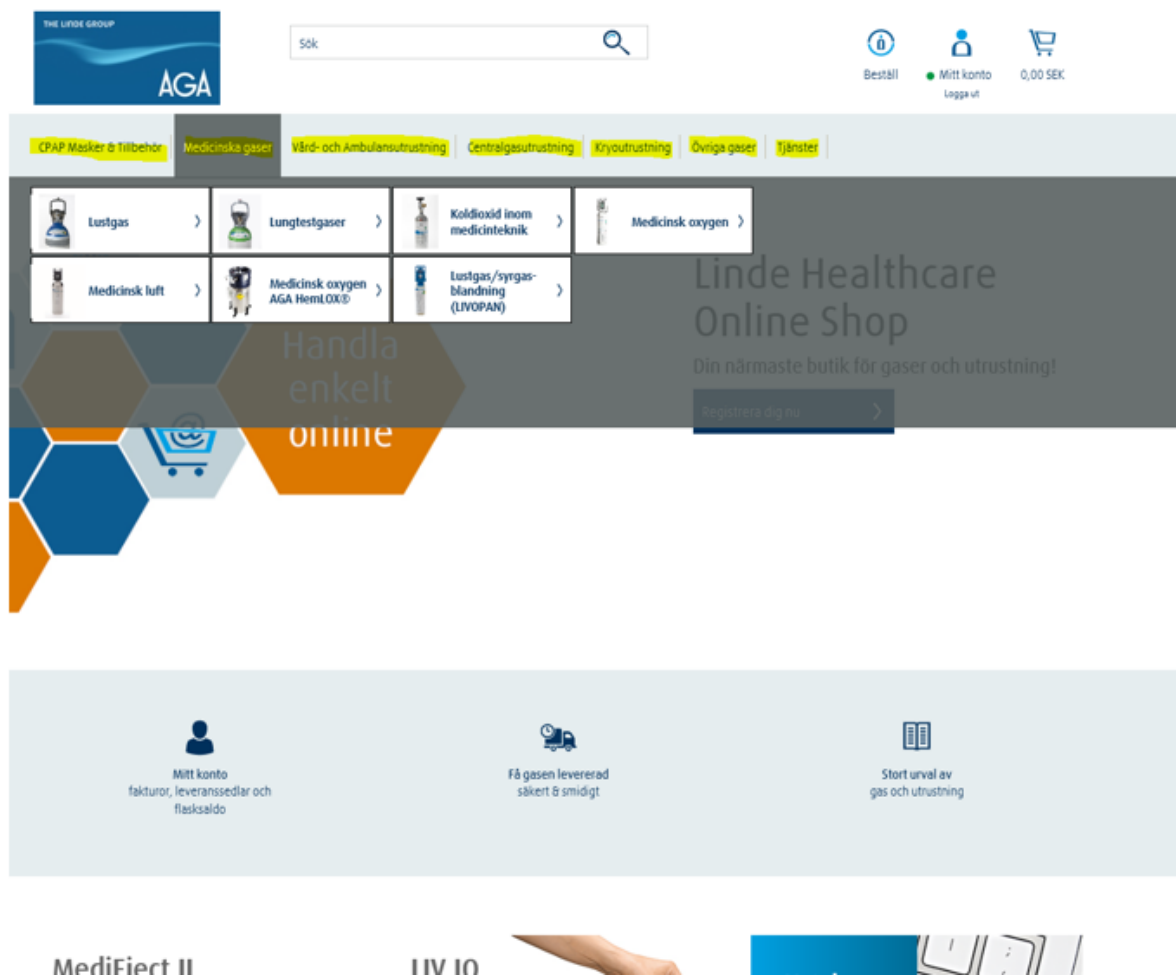 THE LINDE GROUP
AGA
Sök
Beställ
Mitt konto
Logga ut
0,00 SEK
CPAP Masker & Tillbehör
Medicinska gaser
Vård- och Ambulansutrustning
Centralgasutrustning
Kryoutrustning
Övriga gaser
Tjänster
Lustgas
Lungtestgaser
Koldioxid inom
medicinteknik
Medicinsk oxygen
Medicinsk luft
Medicinsk oxygen
AGA HemLOX®
Lustgas/syrgas-
blandning
(LIVOPAN)
Linde Healthcare
Online Shop
Din närmaste butik för gaser och utrustning!
Registrera dig nu
Handla
enkelt
online
@
Mitt konto
fakturor, leveranssedlar och
flasksaldo
Få gasen levererad
säkert & smidigt
Stort urval av
gas och utrustning
MediEject II
LIV IQ